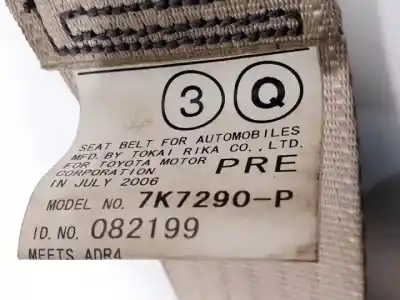 3 Q
SEAT BELT FOR AUTOMOBILES
MFD. BY TOKAI RIKA CO., LTD.
FOR TOYOTA MOTOR
CORPORATION PRE
IN JULY 2006
MODEL NO. 7K7290-P
ID. NO. 082199
MEETS ADR4